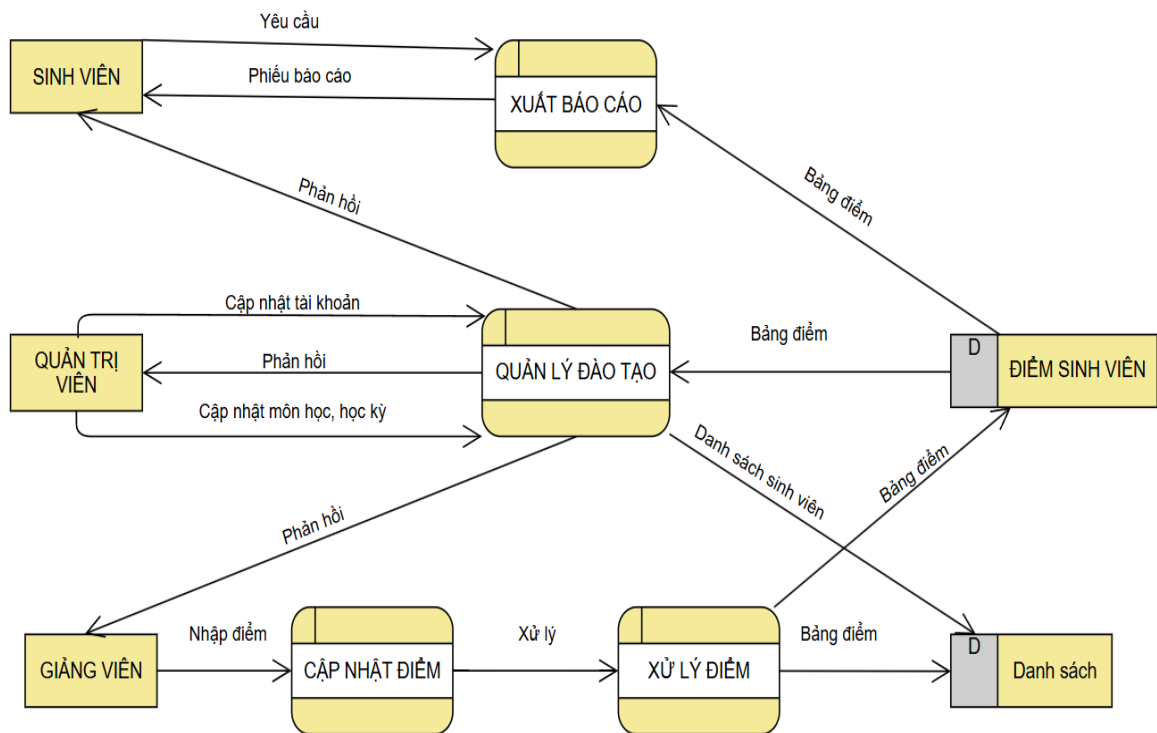 Yêu cầu
SINH VIÊN
Phiếu báo cáo
XUẤT BÁO CÁO
Phản hồi
Bảng điểm
Cập nhật tài khoản
QUẢN TRỊ
VIÊN
Phản hồi
QUẢN LÝ ĐÀO TẠO
Bảng điểm
D
ĐIỂM SINH VIÊN
Cập nhật môn học, học kỳ
Danh sách sinh viên
Bảng điểm
Phản hồi
GIẢNG VIÊN
Nhập điểm
CẬP NHẬT ĐIỂM
Xử lý
XỬ LÝ ĐIỂM
Bảng điểm
D
Danh sách